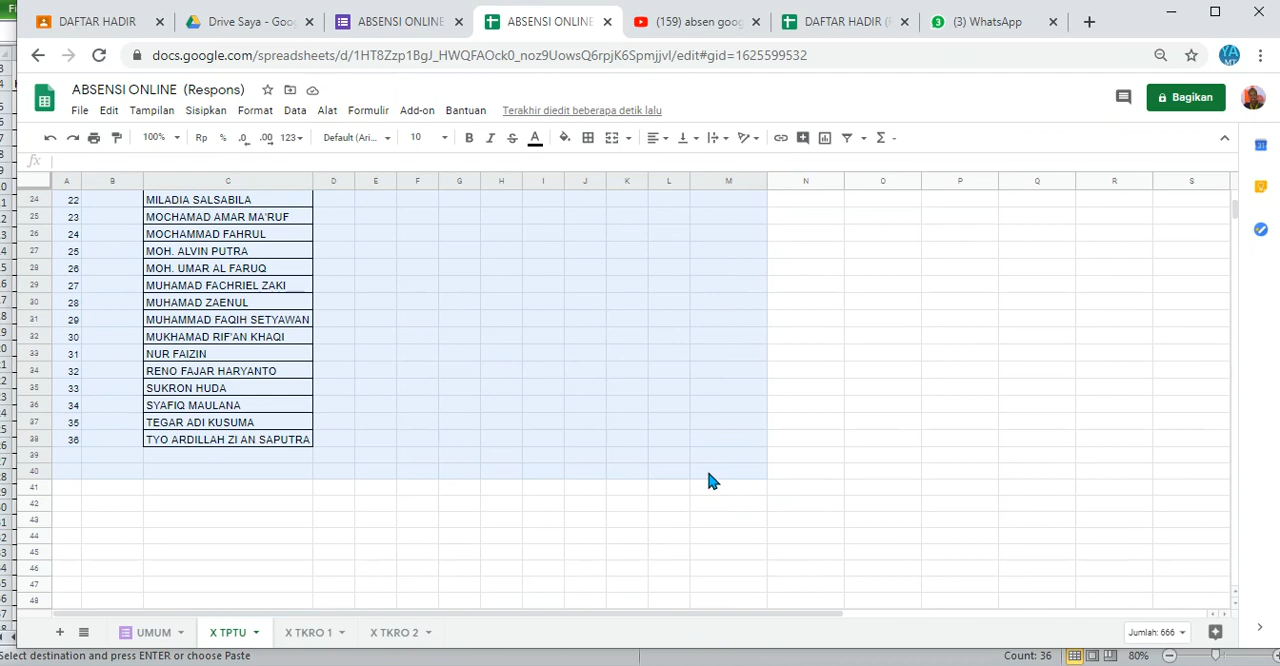 DAFTAR HADIR
Drive Saya - Goo
ABSENSI ONLINE
ABSENSI ONLINE
(159) absen goog
DAFTAR HADIR (R
3
(3) WhatsApp
docs.google.com/spreadsheets/d/1HT8Zzp1BgJ_HWQFAOck0_noz9UowsQ6rpjK6Spmjjvl/edit#gid=1625599532
ABSENSI ONLINE (Respons)
File Edit Tampilan Sisipkan Format Data Alat Formulir Add-on Bantuan Terakhir diedit beberapa detik lalu
Bagikan
100% Rp % .0 .00 123 Default (Ari... 10 B I S A Σ
fx
A B C D E F G H I J K L M N O P Q R S
24 22 MILADIA SALSABILA
25 23 MOCHAMAD AMAR MA'RUF
26 24 MOCHAMMAD FAHRUL
27 25 MOH. ALVIN PUTRA
28 26 MOH. UMAR AL FARUQ
29 27 MUHAMAD FACHRIEL ZAKI
30 28 MUHAMAD ZAENUL
31 29 MUHAMMAD FAQIH SETYAWAN
32 30 MUKHAMAD RIF'AN KHAQI
33 31 NUR FAIZIN
34 32 RENO FAJAR HARYANTO
35 33 SUKRON HUDA
36 34 SYAFIQ MAULANA
37 35 TEGAR ADI KUSUMA
38 36 TYO ARDILLAH ZI AN SAPUTRA
39
40
41
42
43
44
45
46
47
48
UMUM X TPTU X TKRO 1 X TKRO 2 Jumlah: 666
Select destination and press ENTER or choose Paste Count: 36 80%